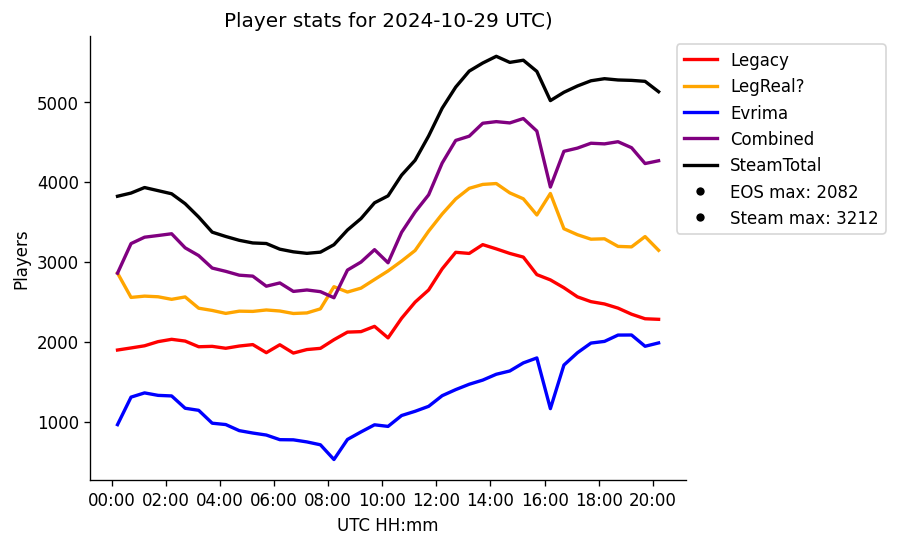 Player stats for 2024-10-29 UTC)
Players
5000
4000
3000
2000
1000
00:00 02:00 04:00 06:00 08:00 10:00 12:00 14:00 16:00 18:00 20:00
UTC HH:mm
Legacy
LegReal?
Evrima
Combined
SteamTotal
EOS max: 2082
Steam max: 3212